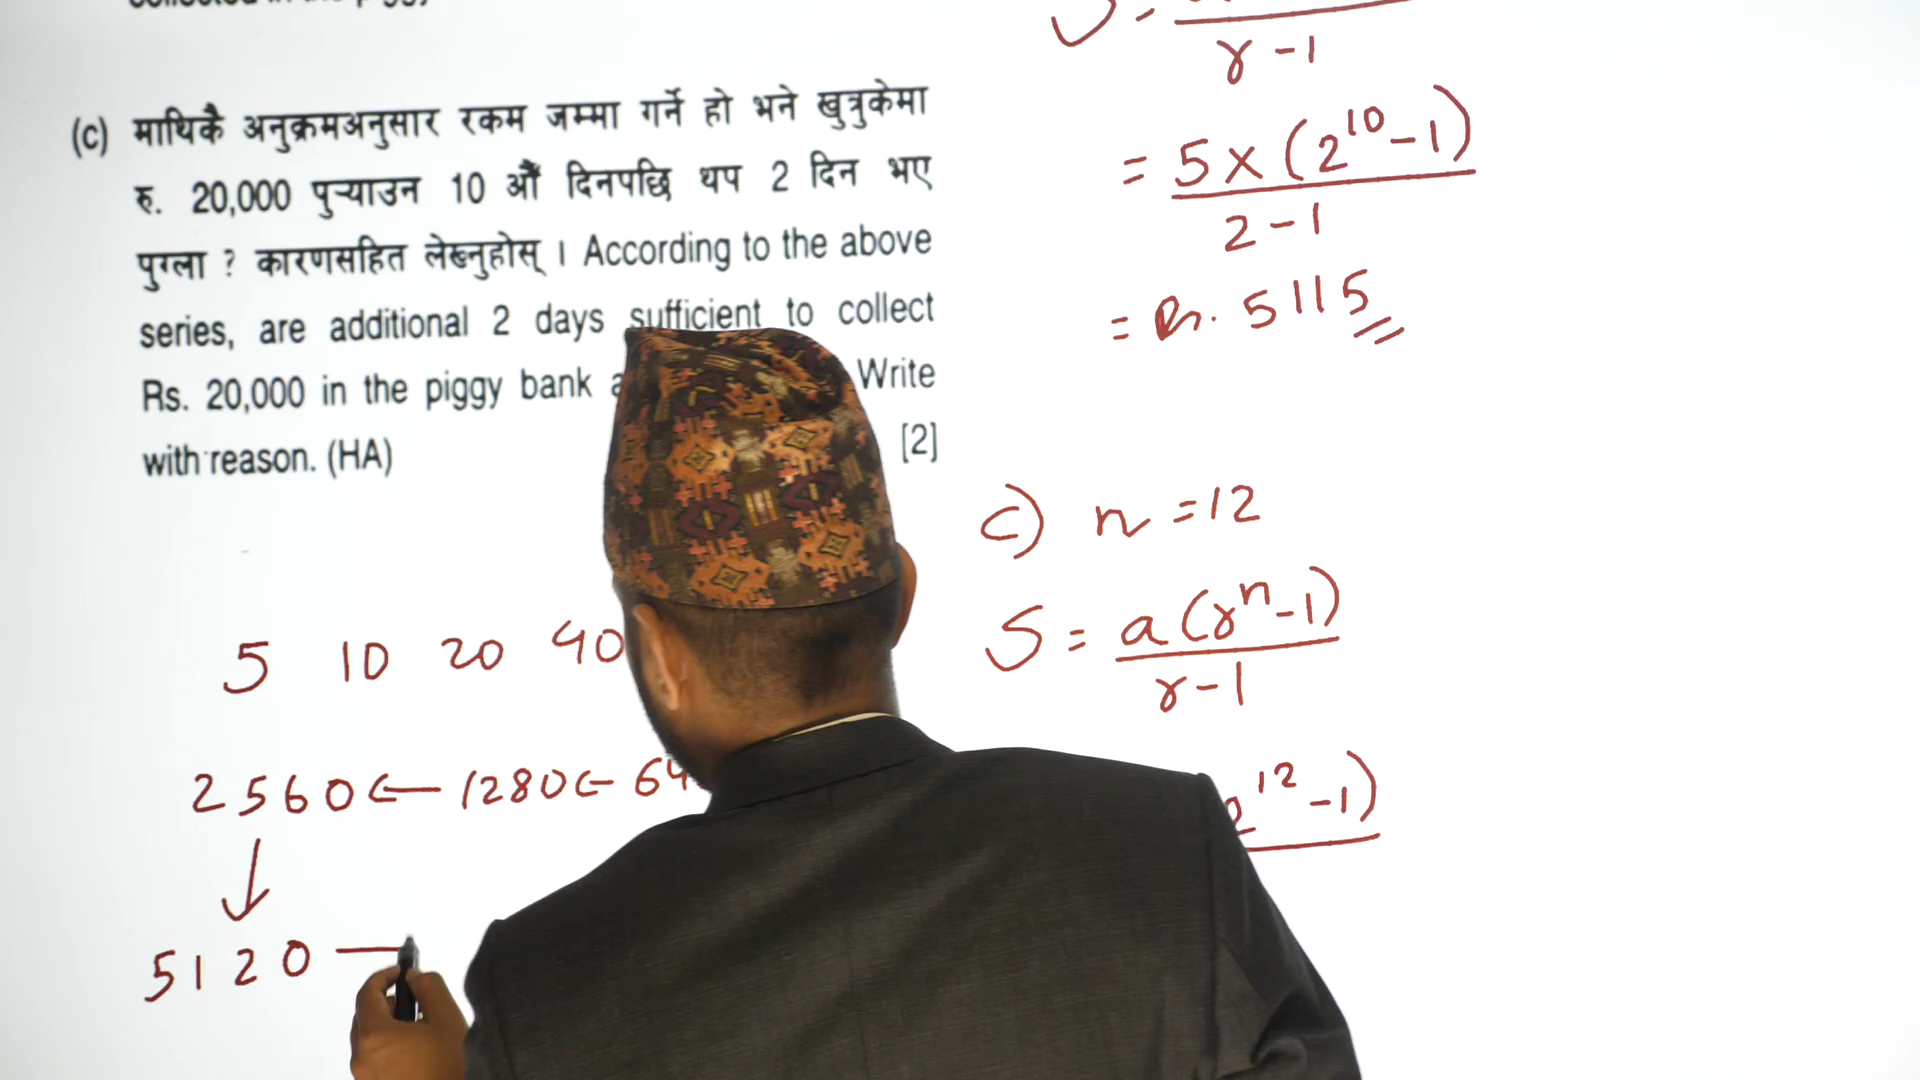 (c) माथिकै अनुक्रमअनुसार रकम जम्मा गर्ने हो भने खुत्रुकेमा
रु. 20,000 पुर्‍याउन 10 औं दिनपछि थप 2 दिन भए
पुग्ला ? कारणसहित लेख्नुहोस् । According to the above
series, are additional 2 days sufficient to collect
Rs. 20,000 in the piggy bank Write
with reason. (HA) [2]
5 10 20 40
2560 ← 1280 ← 64
↓
5120 —
r - 1
= 5 × (2^10 - 1)
2 - 1
= Rs. 5115
c) n = 12
S = a (r^n - 1)
r - 1
2^12 - 1)